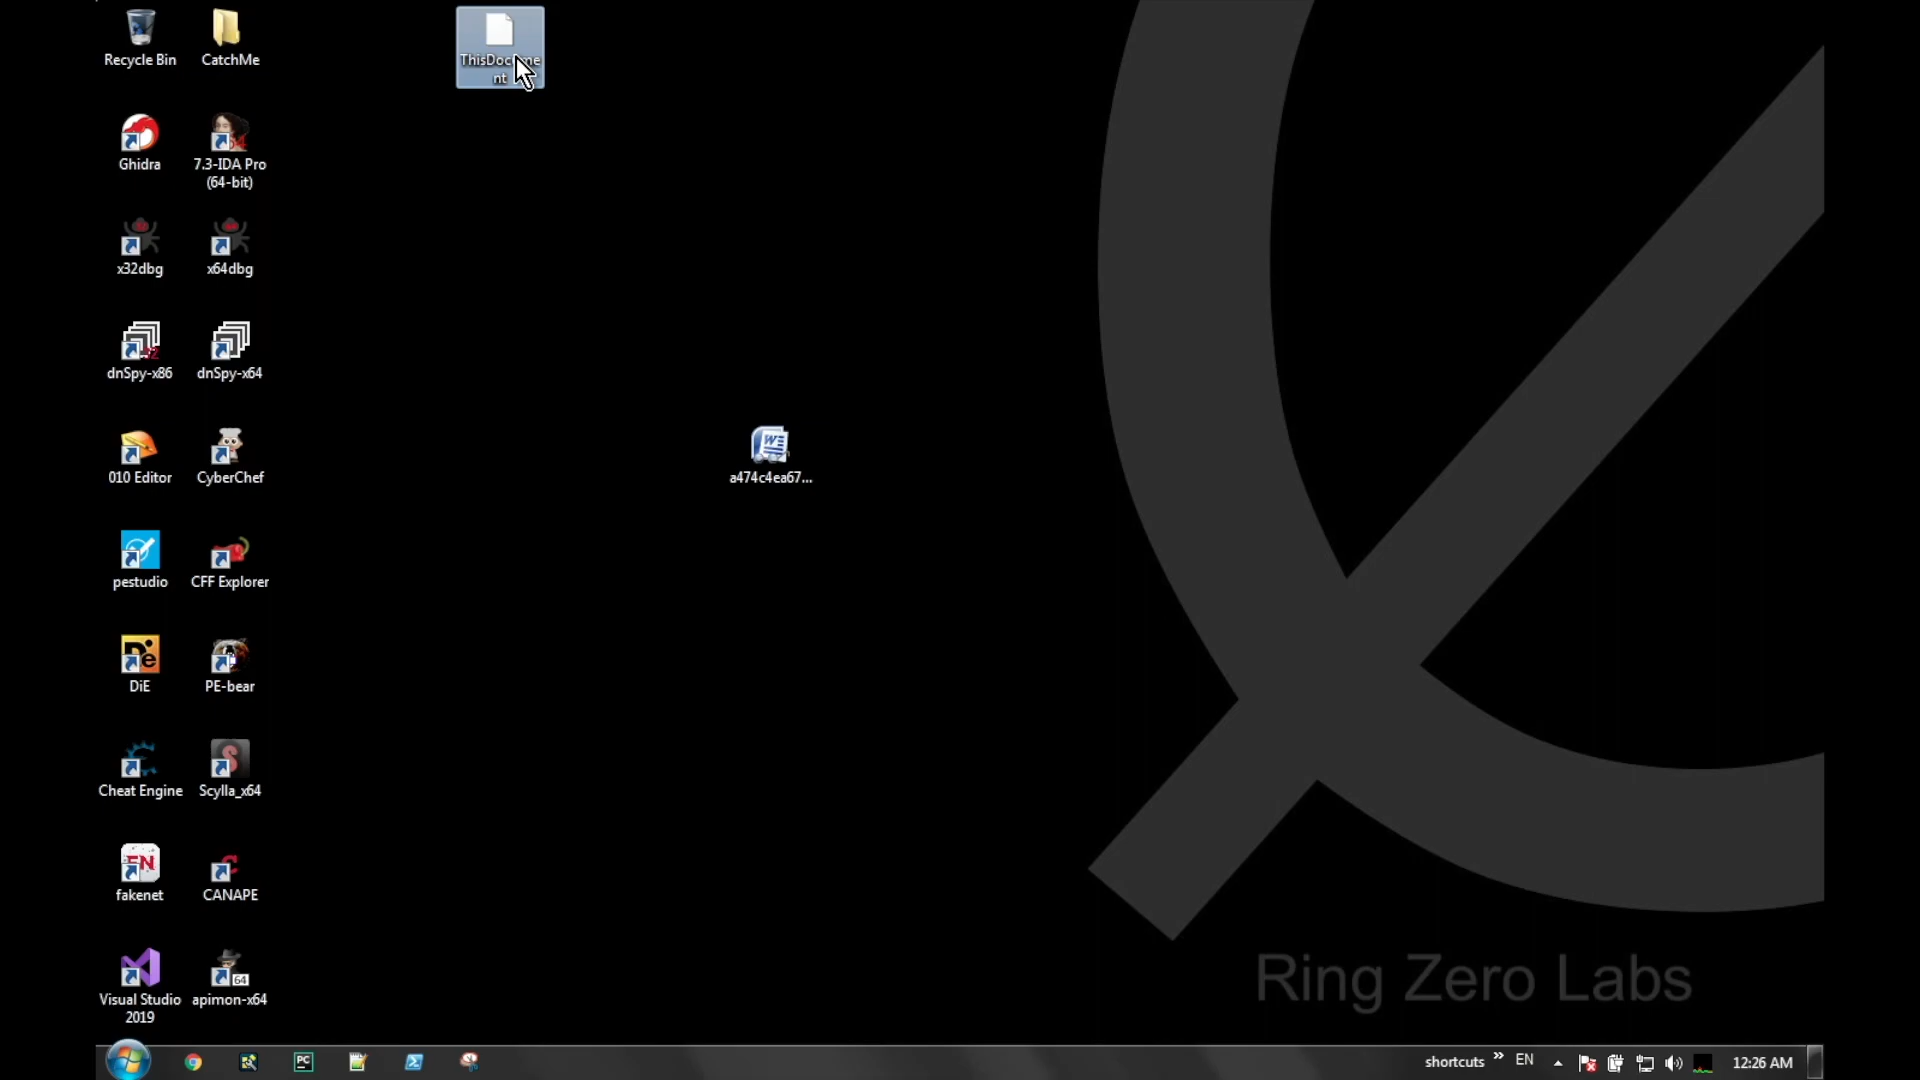 Recycle Bin
CatchMe
ThisDocume
nt
Ghidra
7.3-IDA Pro
(64-bit)
x32dbg
x64dbg
dnSpy-x86
dnSpy-x64
010 Editor
CyberChef
a474c4ea67...
pestudio
CFF Explorer
DiE
PE-bear
Cheat Engine
Scylla_x64
fakenet
CANAPE
Visual Studio
2019
apimon-x64
Ring Zero Labs
shortcuts
EN
12:26 AM